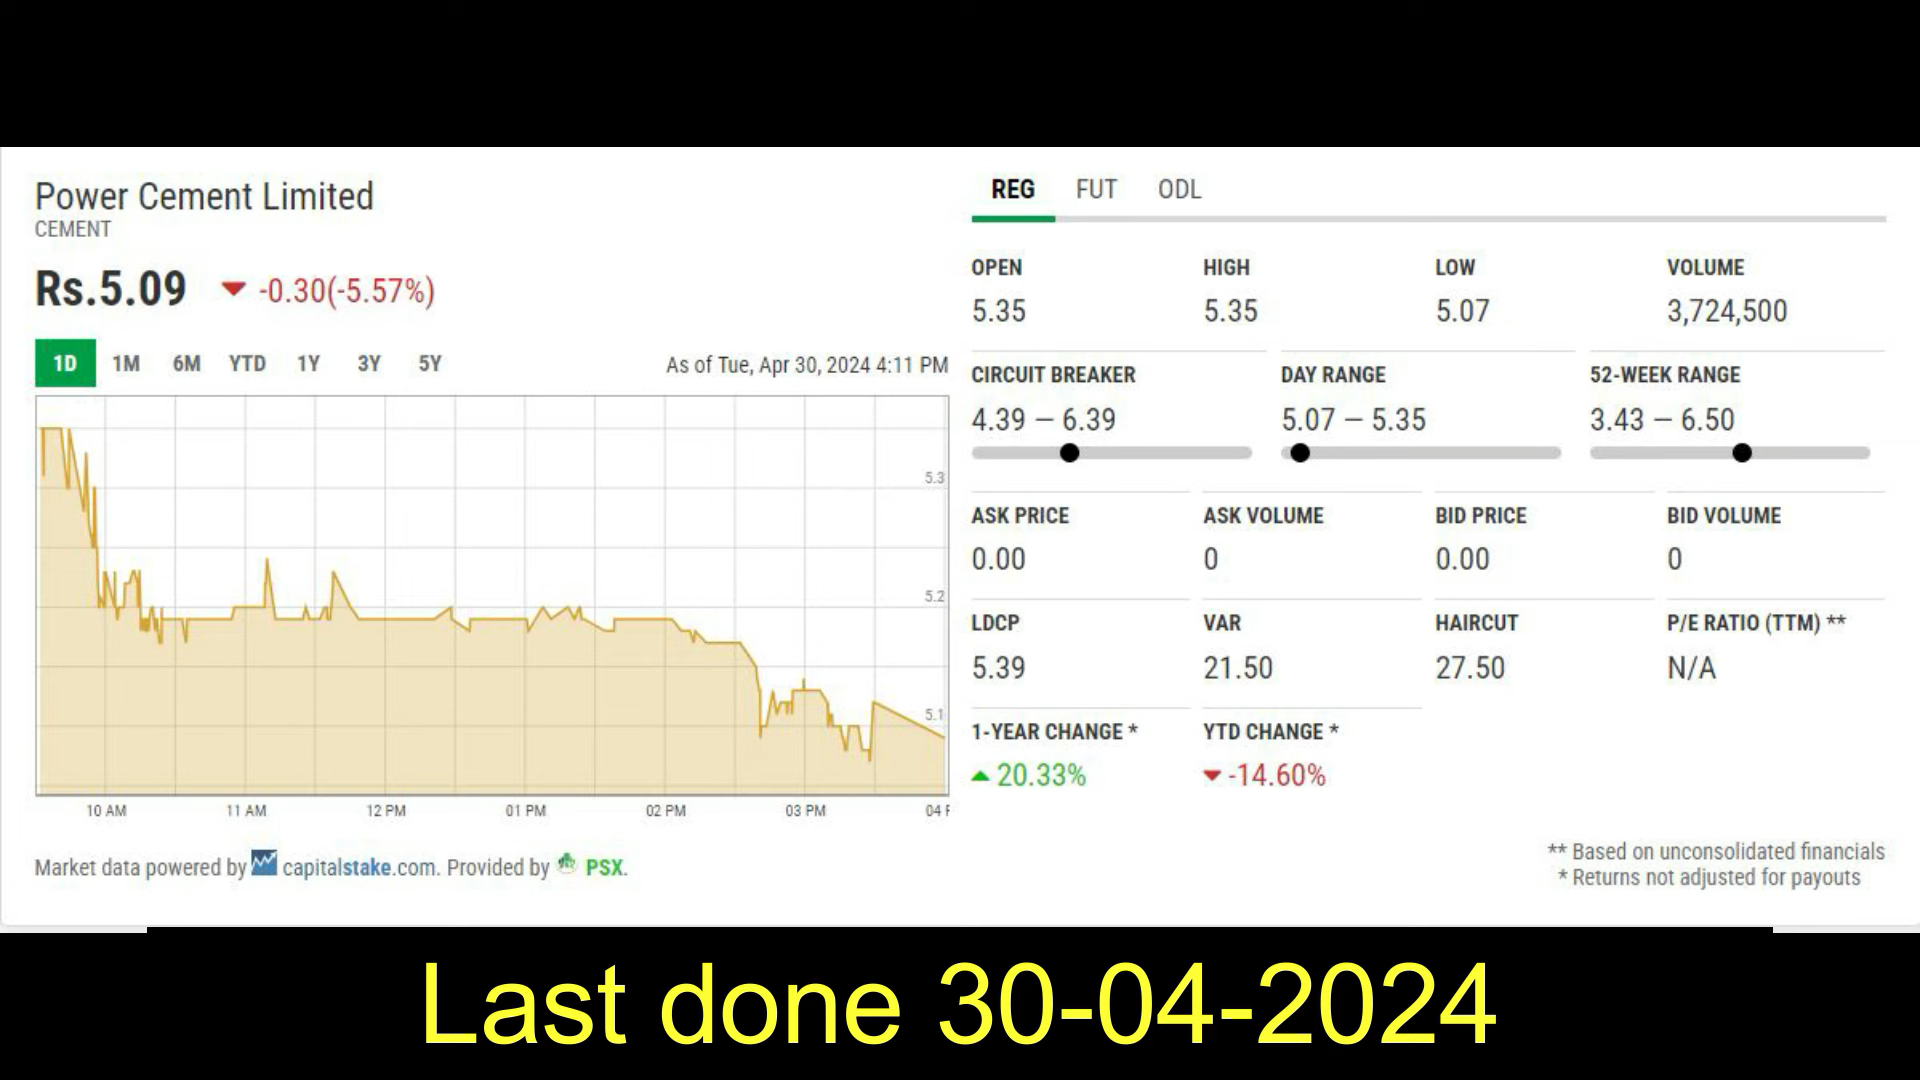 Power Cement Limited
CEMENT
Rs.5.09 -0.30(-5.57%)
1D 1M 6M YTD 1Y 3Y 5Y As of Tue, Apr 30, 2024 4:11 PM
5.3
5.2
5.1
10 AM 11 AM 12 PM 01 PM 02 PM 03 PM 04 P
Market data powered by capitalstake.com. Provided by PSX.
REG FUT ODL
OPEN HIGH LOW VOLUME
5.35 5.35 5.07 3,724,500
CIRCUIT BREAKER DAY RANGE 52-WEEK RANGE
4.39 — 6.39 5.07 — 5.35 3.43 — 6.50
ASK PRICE ASK VOLUME BID PRICE BID VOLUME
0.00 0 0.00 0
LDCP VAR HAIRCUT P/E RATIO (TTM) **
5.39 21.50 27.50 N/A
1-YEAR CHANGE * YTD CHANGE *
20.33% -14.60%
** Based on unconsolidated financials
* Returns not adjusted for payouts
Last done 30-04-2024